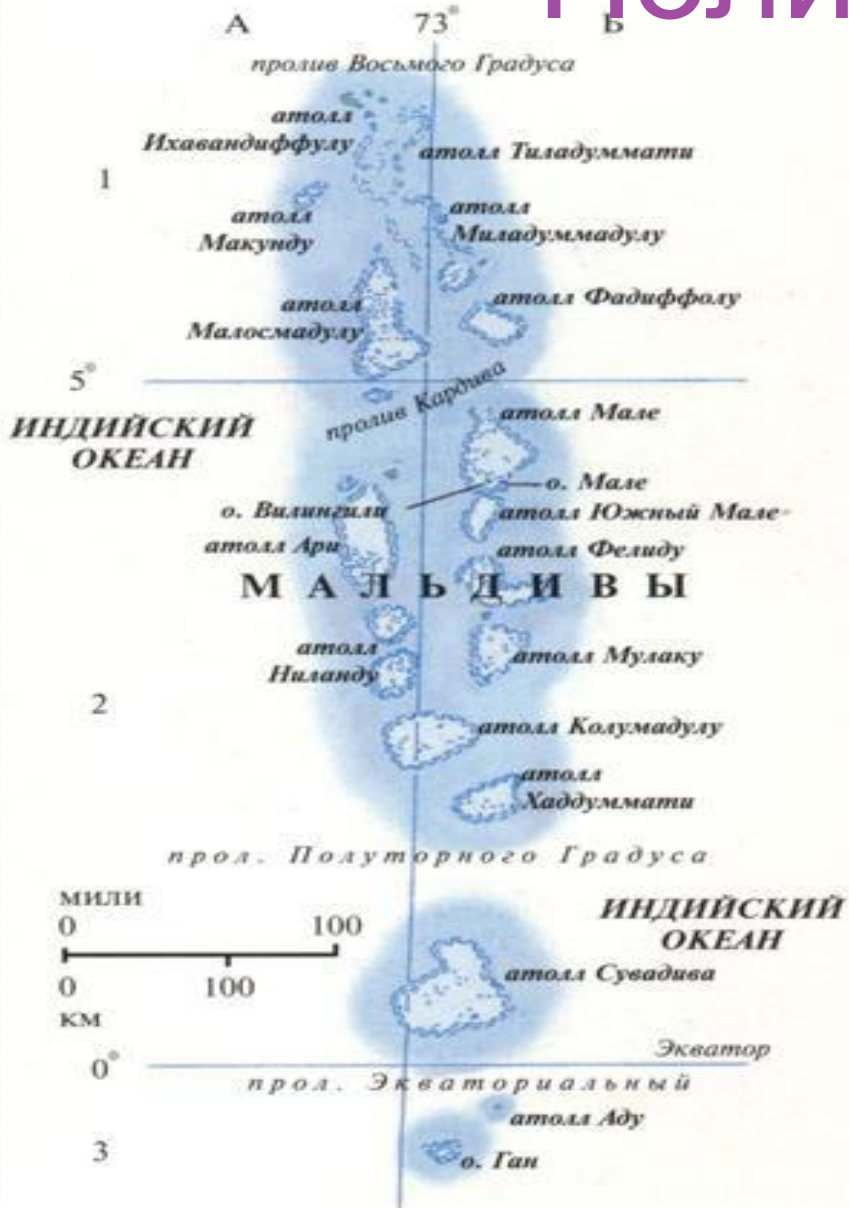 Поли
А 73° Б
пролив Восьмого Градуса
атолл
Ихавандиффулу
атолл Тиладуммати
1
атолл
Макунду
атолл
Миладуммадулу
атолл
Малосмадулу
атолл Фадиффолу
5°
пролив Кардива
ИНДИЙСКИЙ
ОКЕАН
атолл Мале
о. Мале
о. Вилингили
атолл Южный Мале
атолл Ари
атолл Фелиду
МАЛЬДИВЫ
атолл
Ниланду
атолл Мулаку
2
атолл Колумадулу
атолл
Хаддуммати
прол. Полуторного Градуса
МИЛИ
0 100
0 100
КМ
ИНДИЙСКИЙ
ОКЕАН
атолл Сувадива
Экватор
0°
прол. Экваториальный
атолл Аду
3
о. Ган